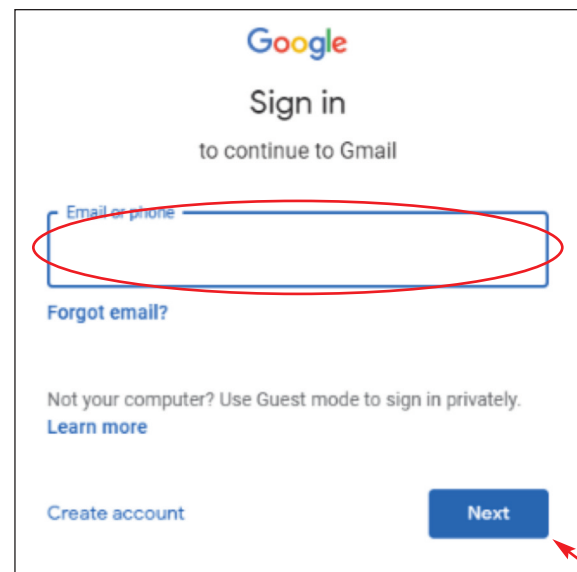 Google
Sign in
to continue to Gmail
Email or phone
Forgot email?
Not your computer? Use Guest mode to sign in privately.
Learn more
Create account
Next